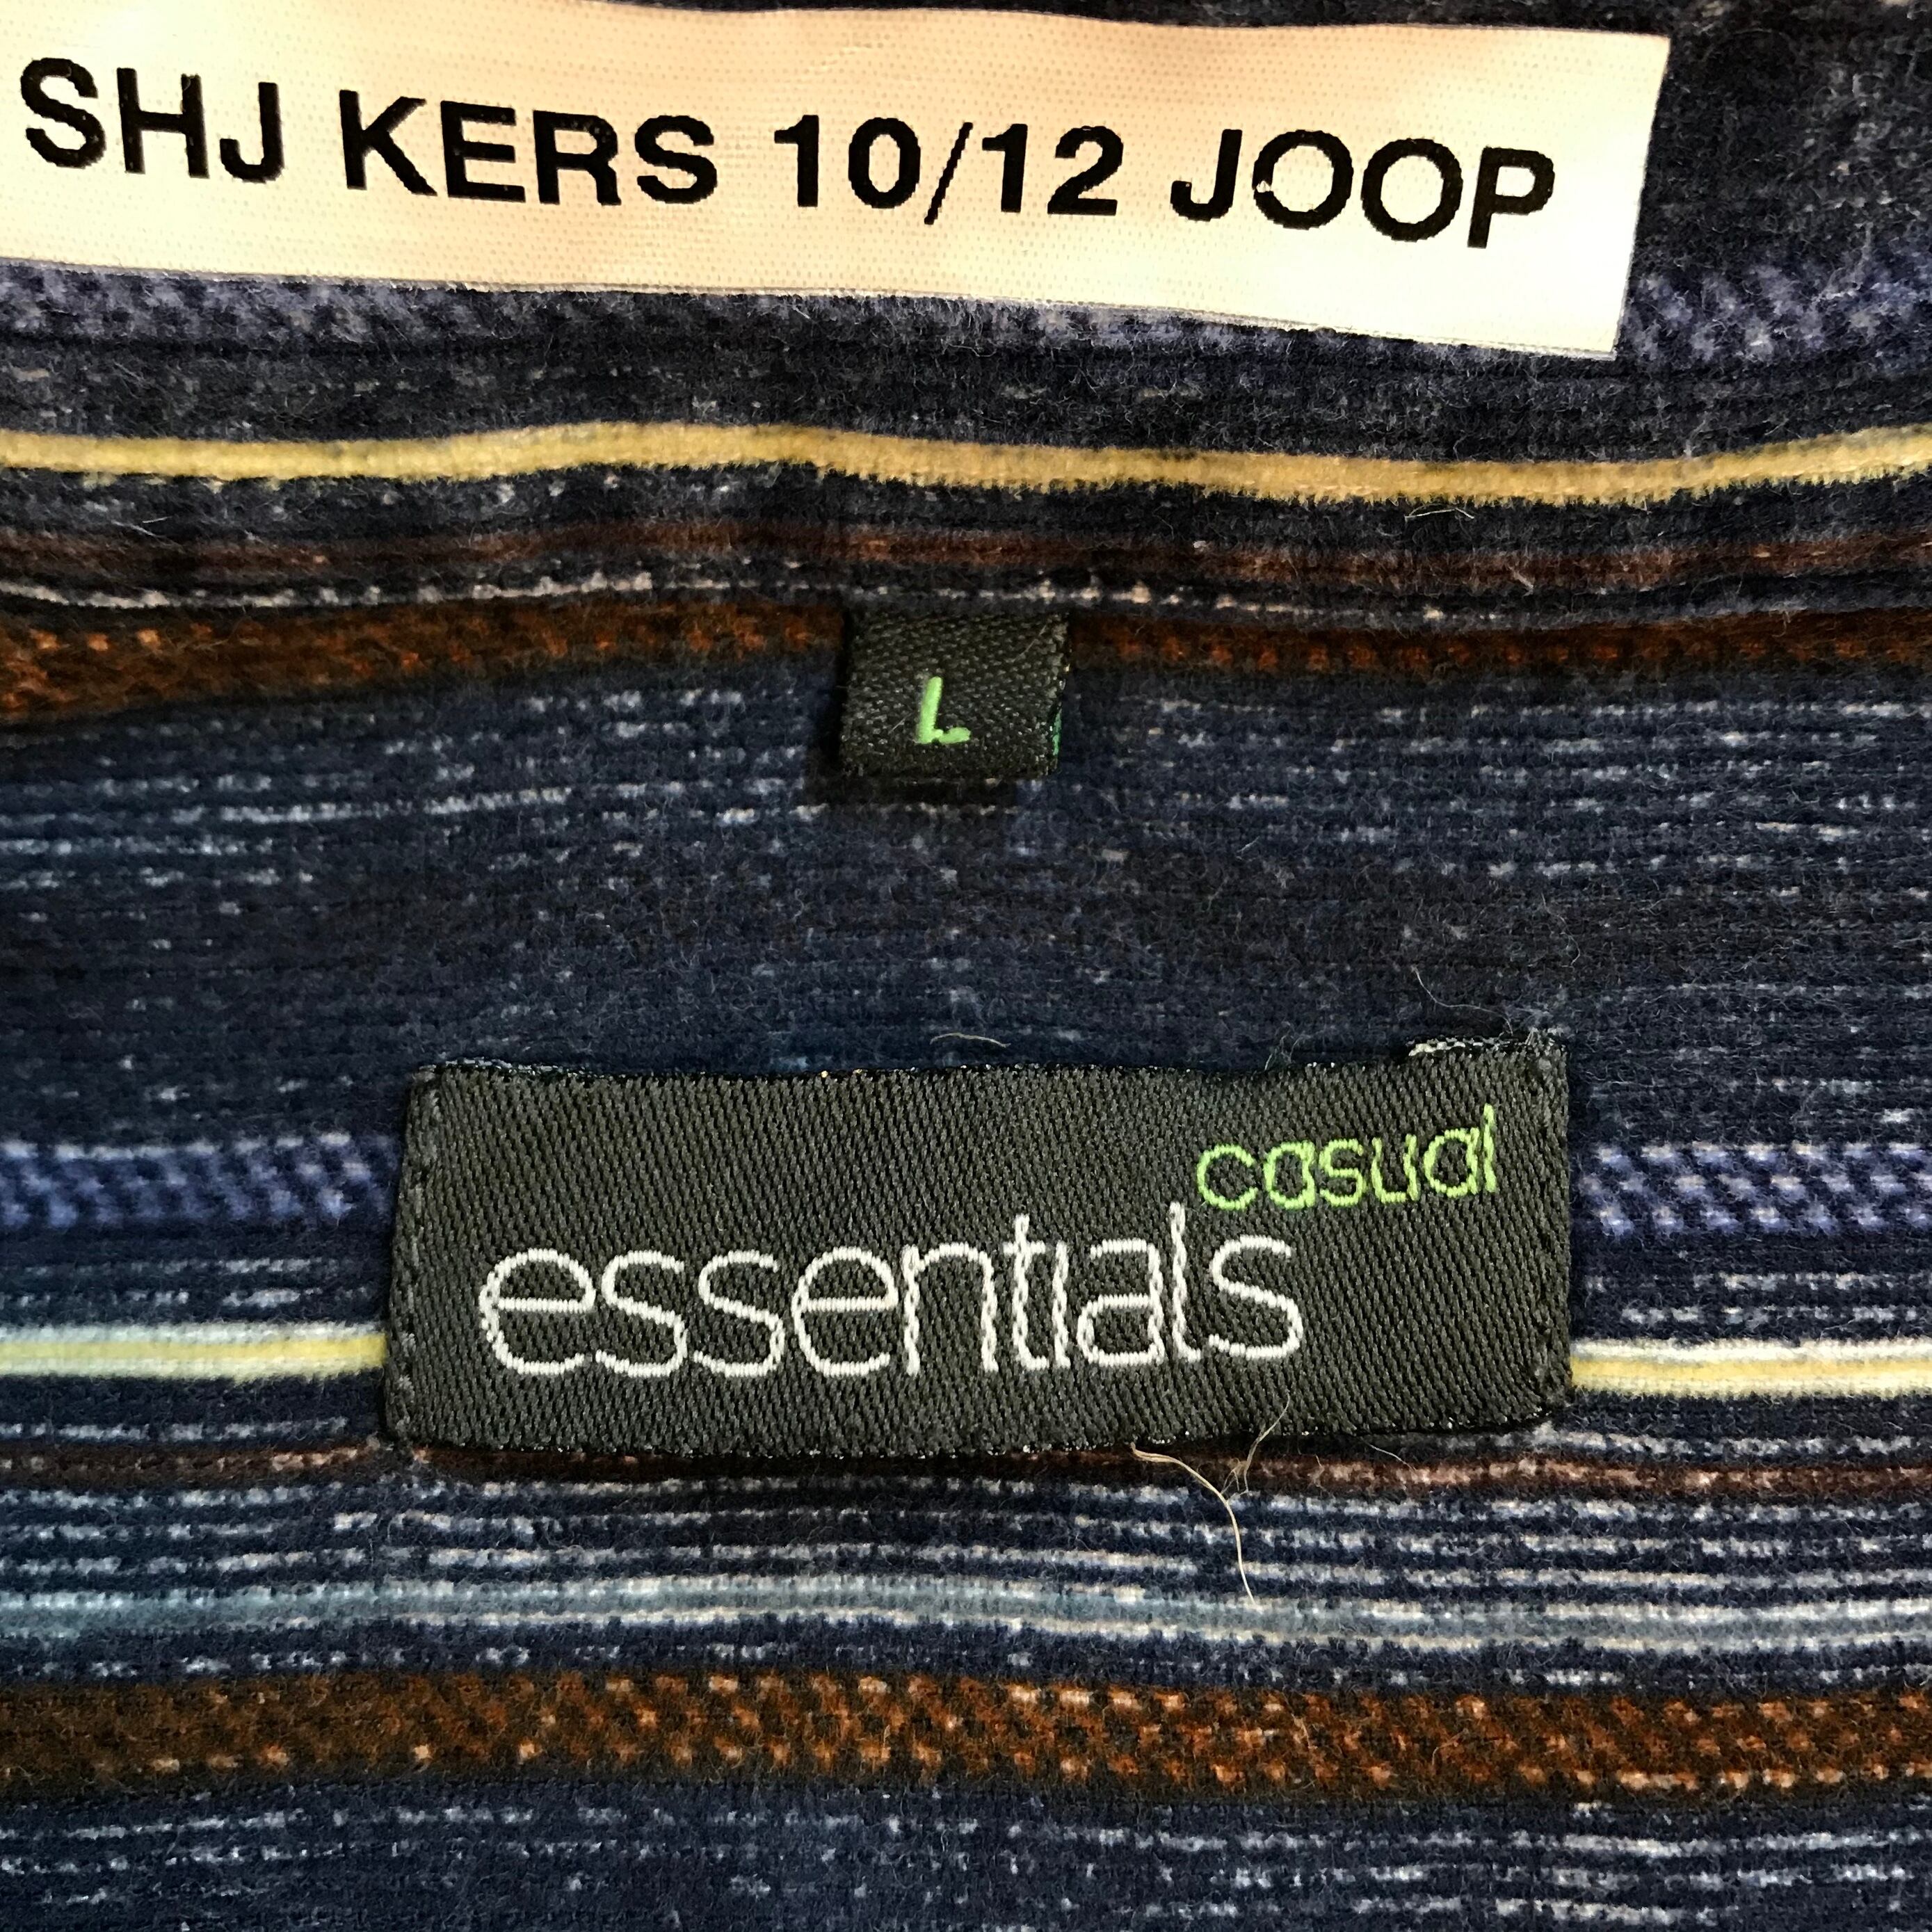 SHJ KERS 10/12 JOOP
L
casual
essentials